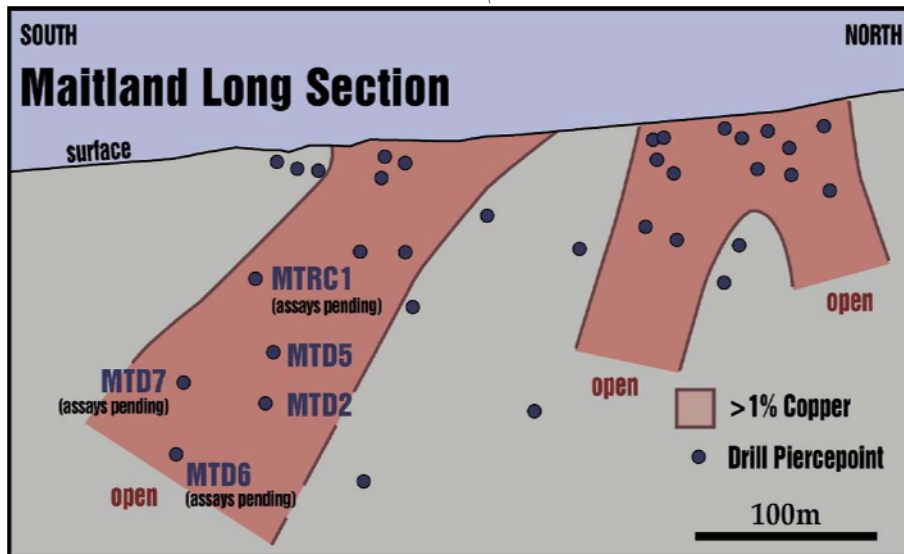 SOUTH
NORTH
Maitland Long Section
surface
MTRC1
(assays pending)
MTD5
MTD7
(assays pending)
MTD2
MTD6
(assays pending)
open
open
open
>1% Copper
Drill Piercepoint
100m